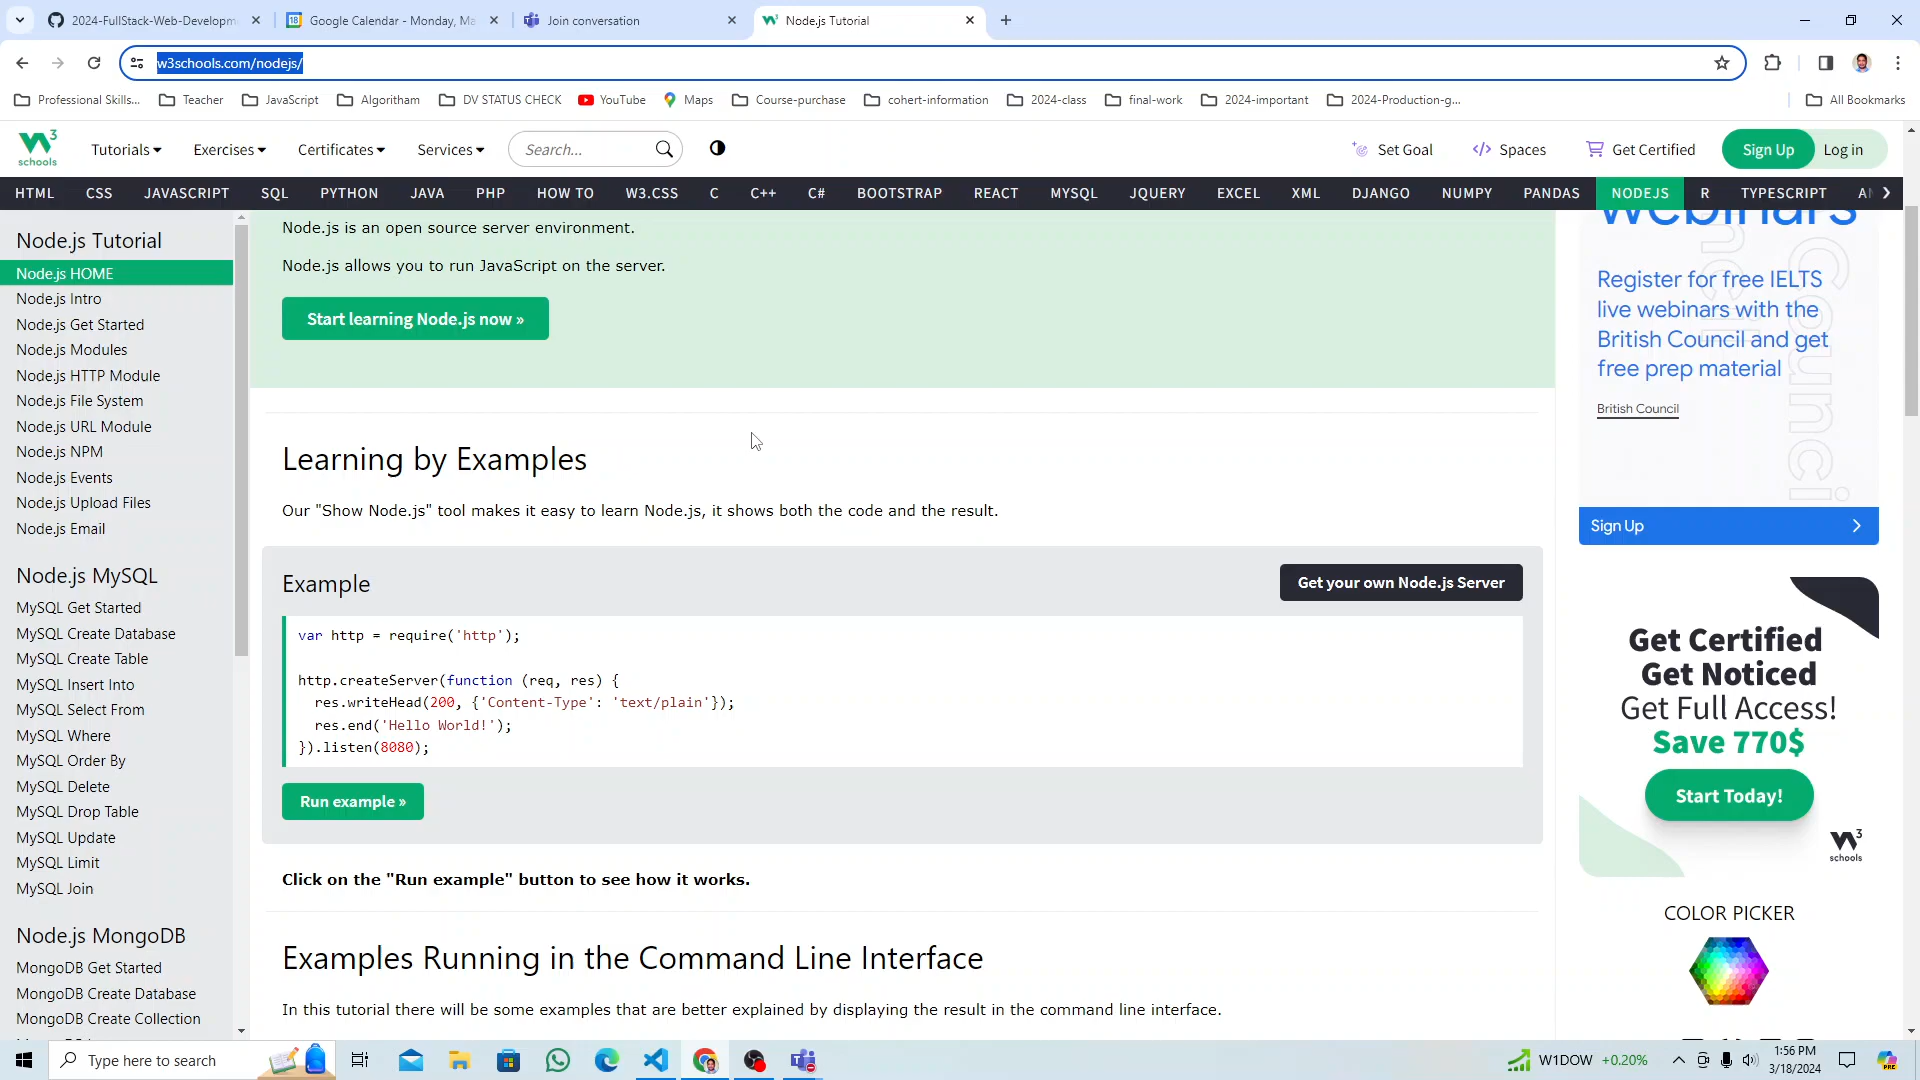 2024-FullStack-Web-Developm
Google Calendar - Monday, Ma
Join conversation
Node.js Tutorial
w3schools.com/nodejs/
Professional Skills...
Teacher
JavaScript
Algoritham
DV STATUS CHECK
YouTube
Maps
Course-purchase
cohert-information
2024-class
final-work
2024-important
2024-Production-g...
All Bookmarks
W3 schools
Tutorials
Exercises
Certificates
Services
Search...
Set Goal
Spaces
Get Certified
Sign Up
Log in
HTML CSS JAVASCRIPT SQL PYTHON JAVA PHP HOW TO W3.CSS C C++ C# BOOTSTRAP REACT MYSQL JQUERY EXCEL XML DJANGO NUMPY PANDAS NODEJS R TYPESCRIPT
Node.js Tutorial
Node.js HOME
Node.js Intro
Node.js Get Started
Node.js Modules
Node.js HTTP Module
Node.js File System
Node.js URL Module
Node.js NPM
Node.js Events
Node.js Upload Files
Node.js Email
Node.js MySQL
MySQL Get Started
MySQL Create Database
MySQL Create Table
MySQL Insert Into
MySQL Select From
MySQL Where
MySQL Order By
MySQL Delete
MySQL Drop Table
MySQL Update
MySQL Limit
MySQL Join
Node.js MongoDB
MongoDB Get Started
MongoDB Create Database
MongoDB Create Collection
Node.js is an open source server environment.
Node.js allows you to run JavaScript on the server.
Start learning Node.js now »
Learning by Examples
Our "Show Node.js" tool makes it easy to learn Node.js, it shows both the code and the result.
Example
Get your own Node.js Server
var http = require('http');
http.createServer(function (req, res) {
res.writeHead(200, {'Content-Type': 'text/plain'});
res.end('Hello World!');
}).listen(8080);
Run example »
Click on the "Run example" button to see how it works.
Examples Running in the Command Line Interface
In this tutorial there will be some examples that are better explained by displaying the result in the command line interface.
webinars
Register for free IELTS
live webinars with the
British Council and get
free prep material
British Council
Sign Up
Get Certified
Get Noticed
Get Full Access!
Save 770$
Start Today!
W3 schools
COLOR PICKER
Type here to search
W1DOW +0.20%
1:56 PM
3/18/2024